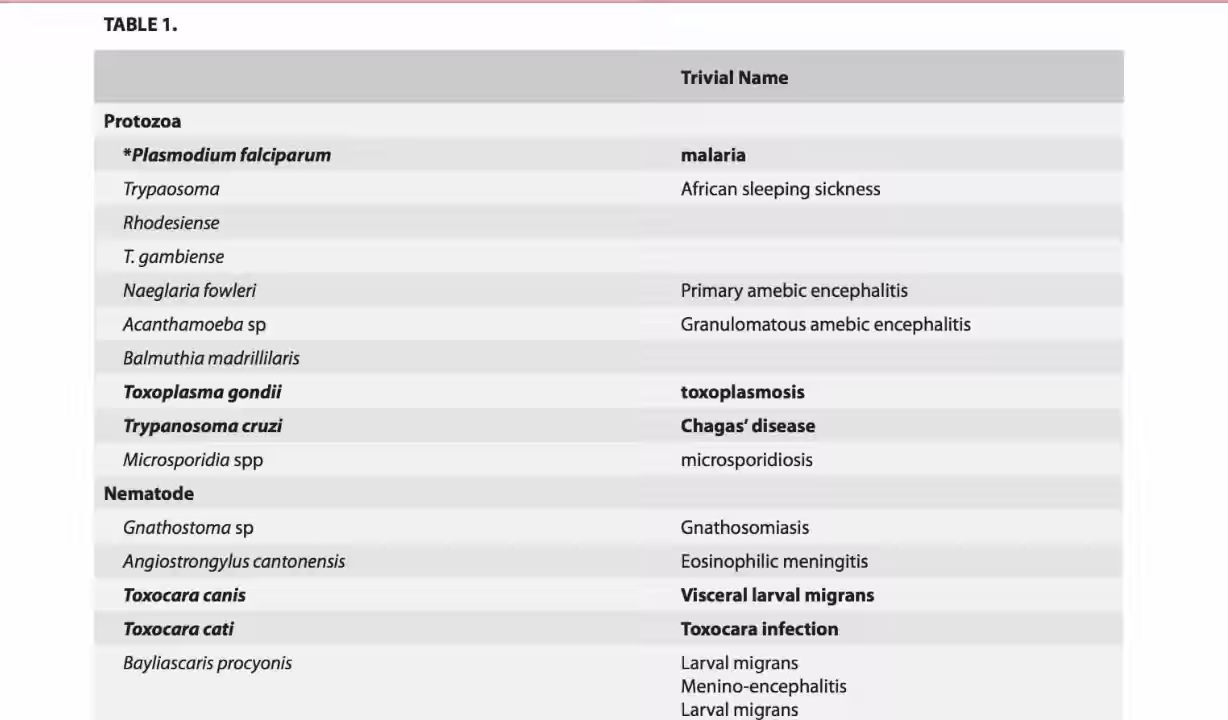 TABLE 1.
Trivial Name
Protozoa
*Plasmodium falciparum malaria
Trypaosoma African sleeping sickness
Rhodesiense
T. gambiense
Naeglaria fowleri Primary amebic encephalitis
Acanthamoeba sp Granulomatous amebic encephalitis
Balmuthia madrillilaris
Toxoplasma gondii toxoplasmosis
Trypanosoma cruzi Chagas’ disease
Microsporidia spp microsporidiosis
Nematode
Gnathostoma sp Gnathosomiasis
Angiostrongylus cantonensis Eosinophilic meningitis
Toxocara canis Visceral larval migrans
Toxocara cati Toxocara infection
Bayliascaris procyonis Larval migrans
Menino-encephalitis
Larval migrans